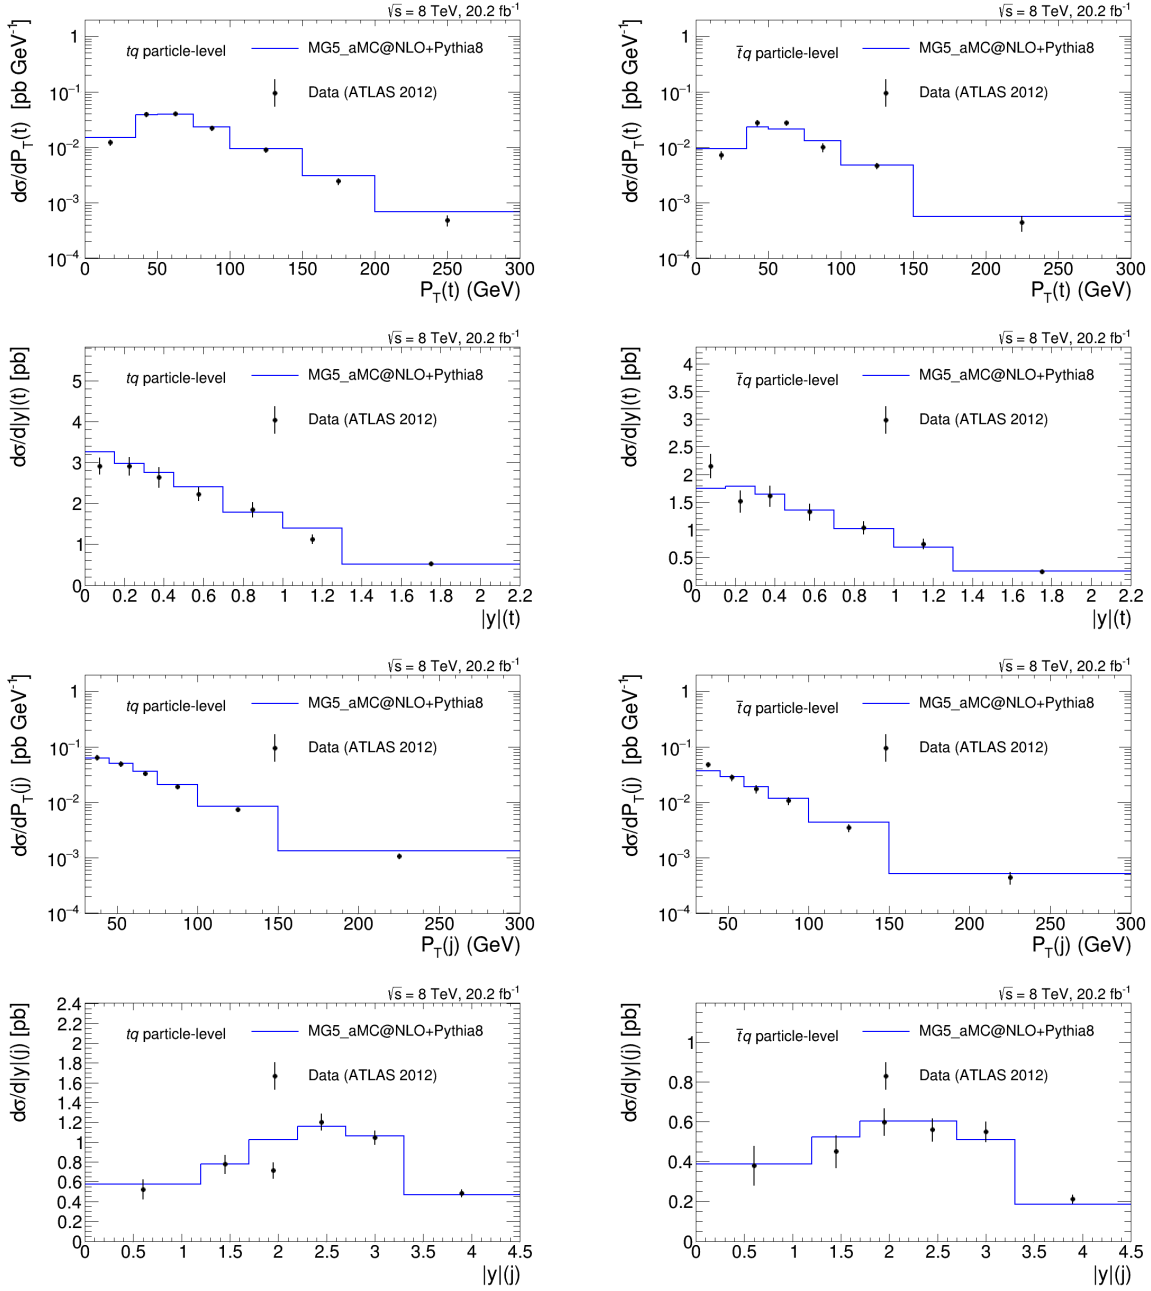 √s = 8 TeV, 20.2 fb⁻¹
dσ/dP_T(t) [pb GeV⁻¹]
tq particle-level
MG5_aMC@NLO+Pythia8
Data (ATLAS 2012)
1
10⁻¹
10⁻²
10⁻³
10⁻⁴
0 50 100 150 200 250 300
P_T(t) (GeV)
√s = 8 TeV, 20.2 fb⁻¹
dσ/dP_T(t) [pb GeV⁻¹]
t̄q particle-level
MG5_aMC@NLO+Pythia8
Data (ATLAS 2012)
1
10⁻¹
10⁻²
10⁻³
10⁻⁴
0 50 100 150 200 250 300
P_T(t) (GeV)
√s = 8 TeV, 20.2 fb⁻¹
dσ/d|y|(t) [pb]
tq particle-level
MG5_aMC@NLO+Pythia8
Data (ATLAS 2012)
5
4
3
2
1
0
0 0.2 0.4 0.6 0.8 1 1.2 1.4 1.6 1.8 2 2.2
|y|(t)
√s = 8 TeV, 20.2 fb⁻¹
dσ/d|y|(t) [pb]
t̄q particle-level
MG5_aMC@NLO+Pythia8
Data (ATLAS 2012)
4
3.5
3
2.5
2
1.5
1
0.5
0
0 0.2 0.4 0.6 0.8 1 1.2 1.4 1.6 1.8 2 2.2
|y|(t)
√s = 8 TeV, 20.2 fb⁻¹
dσ/dP_T(j) [pb GeV⁻¹]
tq particle-level
MG5_aMC@NLO+Pythia8
Data (ATLAS 2012)
1
10⁻¹
10⁻²
10⁻³
10⁻⁴
50 100 150 200 250 300
P_T(j) (GeV)
√s = 8 TeV, 20.2 fb⁻¹
dσ/dP_T(j) [pb GeV⁻¹]
t̄q particle-level
MG5_aMC@NLO+Pythia8
Data (ATLAS 2012)
1
10⁻¹
10⁻²
10⁻³
10⁻⁴
50 100 150 200 250 300
P_T(j) (GeV)
√s = 8 TeV, 20.2 fb⁻¹
dσ/d|y|(j) [pb]
tq particle-level
MG5_aMC@NLO+Pythia8
Data (ATLAS 2012)
2.4
2.2
2
1.8
1.6
1.4
1.2
1
0.8
0.6
0.4
0.2
0
0 0.5 1 1.5 2 2.5 3 3.5 4 4.5
|y|(j)
√s = 8 TeV, 20.2 fb⁻¹
dσ/d|y|(j) [pb]
t̄q particle-level
MG5_aMC@NLO+Pythia8
Data (ATLAS 2012)
1
0.8
0.6
0.4
0.2
0
0 0.5 1 1.5 2 2.5 3 3.5 4 4.5
|y|(j)